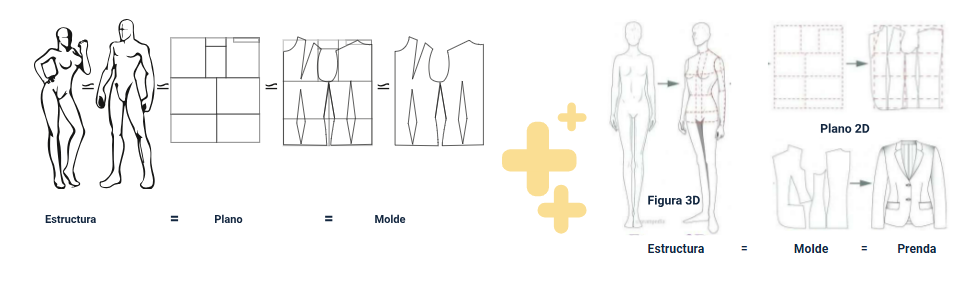 Estructura = Plano = Molde
Plano 2D
Figura 3D
Estructura = Molde = Prenda